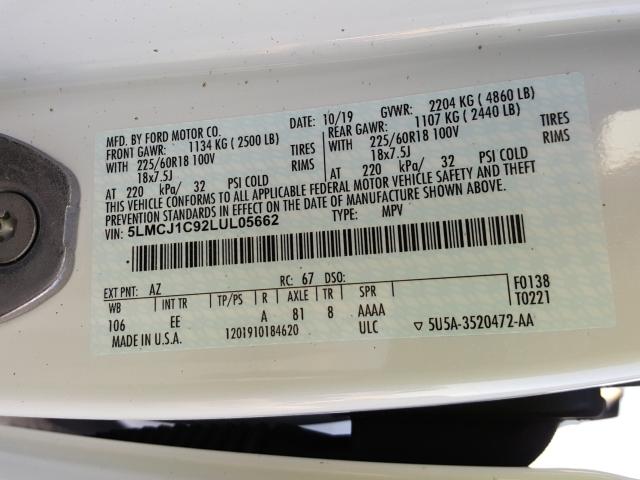 MFD. BY FORD MOTOR CO. DATE: 10/19 GVWR: 2204 KG ( 4860 LB)
FRONT GAWR: 1134 KG ( 2500 LB) REAR GAWR: 1107 KG ( 2440 LB)
WITH 225/60R18 100V TIRES WITH 225/60R18 100V TIRES
18x7.5J RIMS 18x7.5J RIMS
AT 220 kPa/ 32 PSI COLD AT 220 kPa/ 32 PSI COLD
THIS VEHICLE CONFORMS TO ALL APPLICABLE FEDERAL MOTOR VEHICLE SAFETY AND THEFT
PREVENTION STANDARDS IN EFFECT ON THE DATE OF MANUFACTURE SHOWN ABOVE.
VIN: 5LMCJ1C92LUL05662 TYPE: MPV
EXT PNT: AZ RC: 67 DSO: F0138
WB INT TR TP/PS R AXLE TR SPR T0221
106 EE A 81 8 AAAA
MADE IN U.S.A. 1201910184620 ULC ▽ 5U5A-3520472-AA